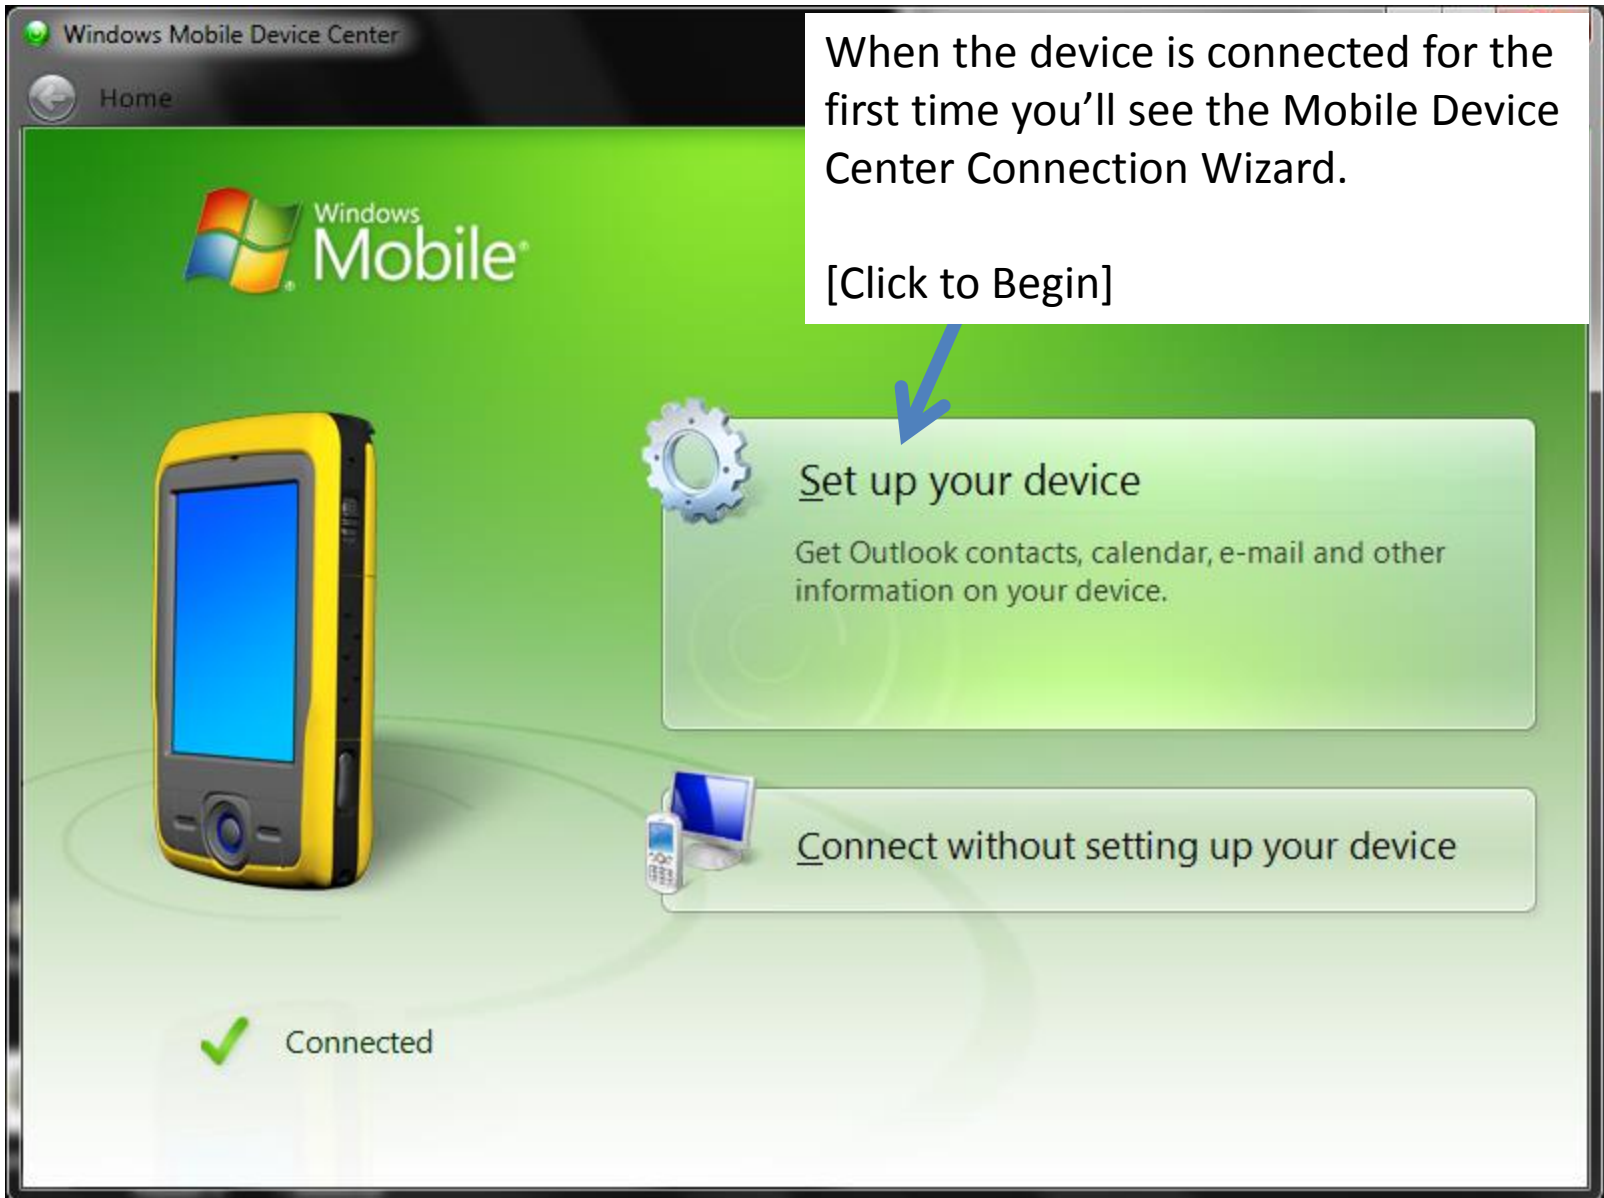 Windows Mobile Device Center
Home
When the device is connected for the
first time you’ll see the Mobile Device
Center Connection Wizard.
[Click to Begin]
Windows
Mobile®
Set up your device
Get Outlook contacts, calendar, e-mail and other
information on your device.
Connect without setting up your device
Connected